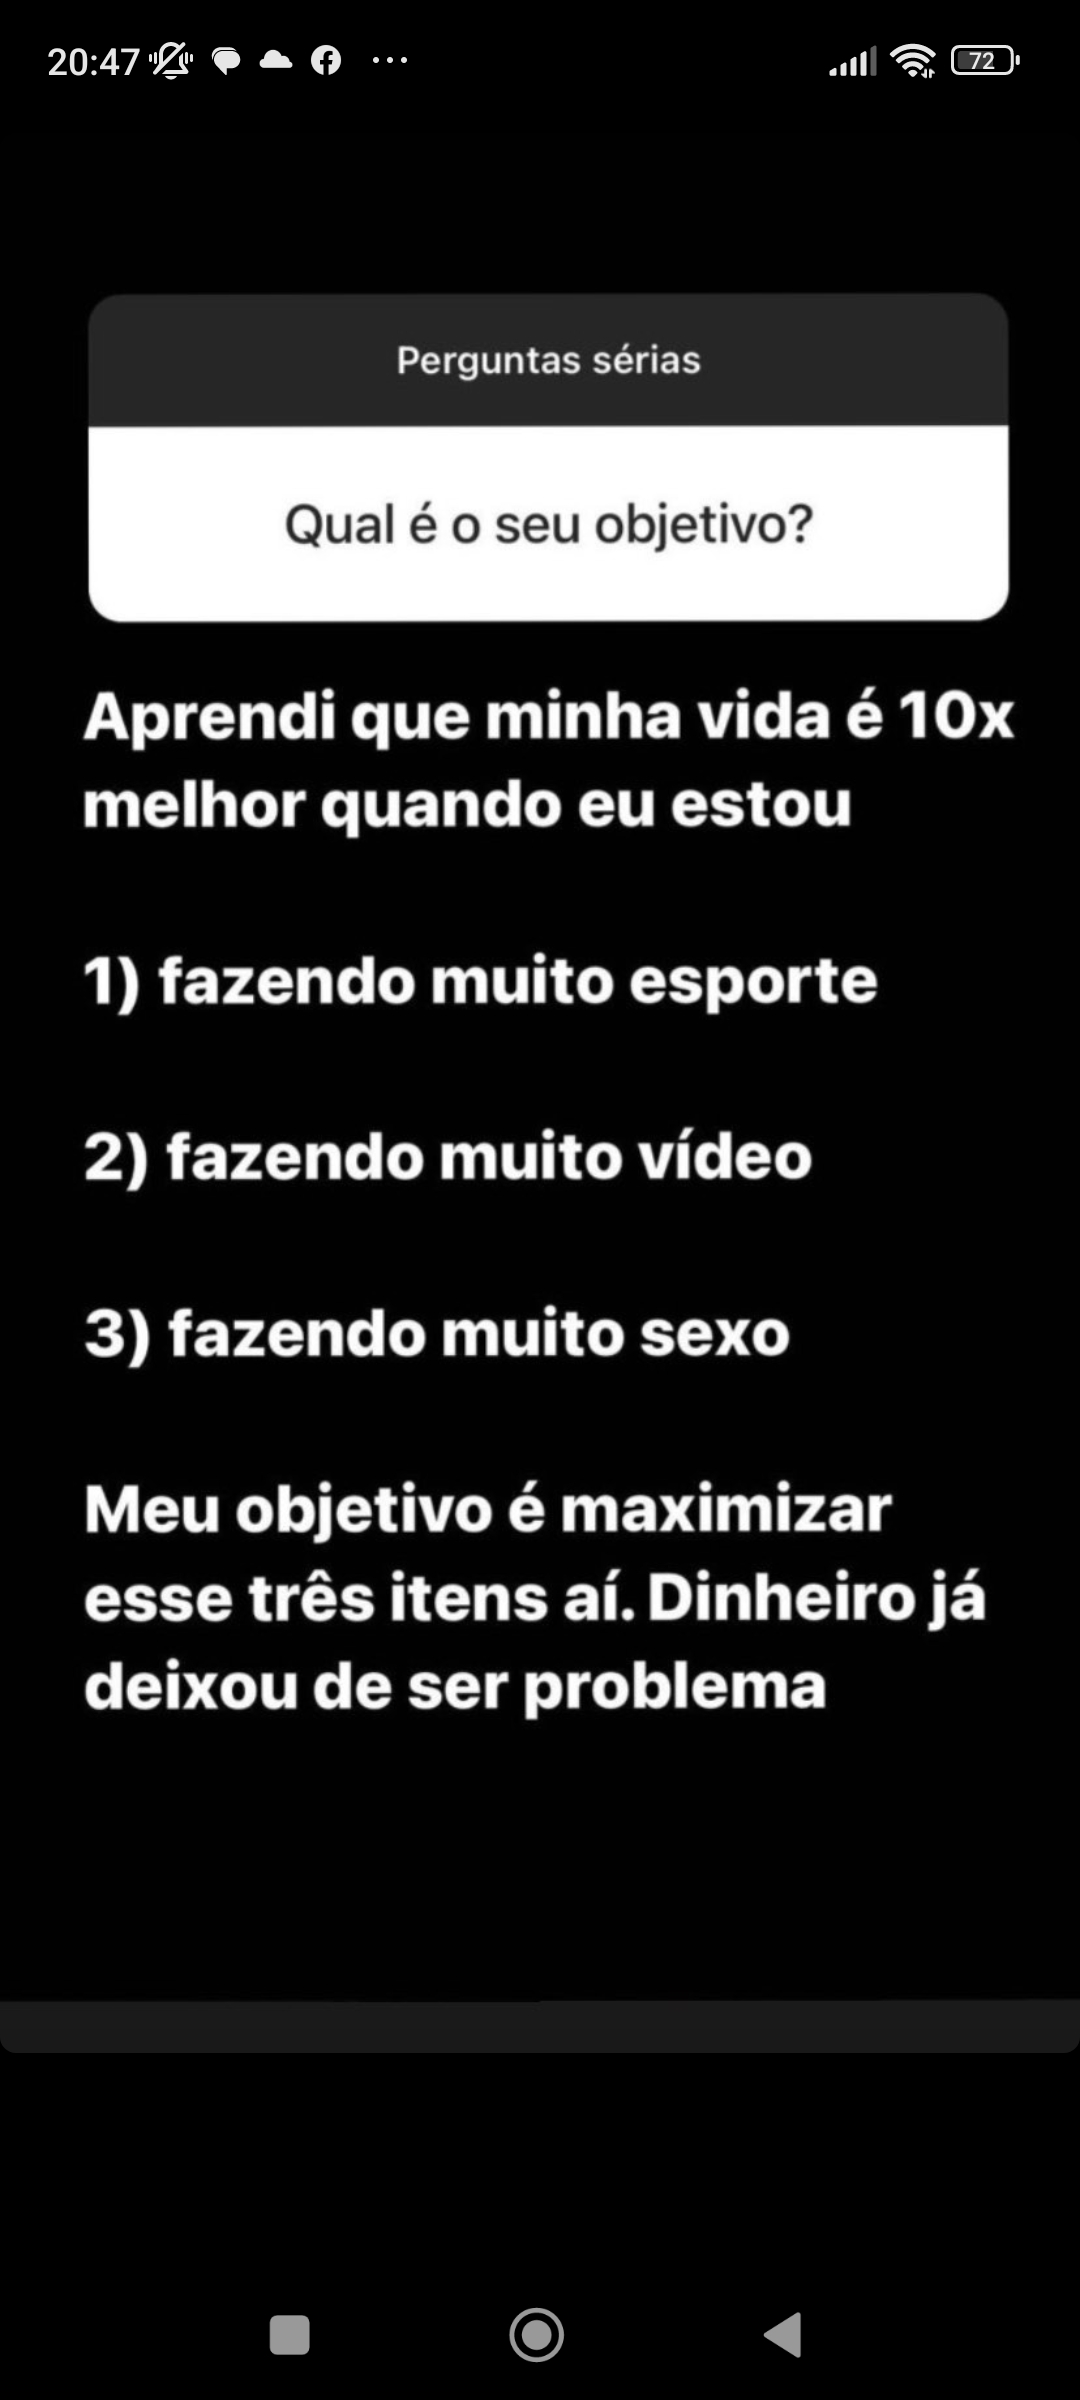 20:47
72
Perguntas sérias
Qual é o seu objetivo?
Aprendi que minha vida é 10x
melhor quando eu estou
1) fazendo muito esporte
2) fazendo muito vídeo
3) fazendo muito sexo
Meu objetivo é maximizar
esse três itens aí. Dinheiro já
deixou de ser problema